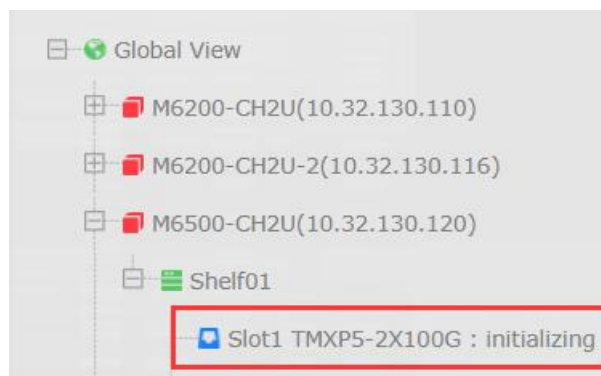 Global View
M6200-CH2U(10.32.130.110)
M6200-CH2U-2(10.32.130.116)
M6500-CH2U(10.32.130.120)
Shelf01
Slot1 TMXP5-2X100G : initializing